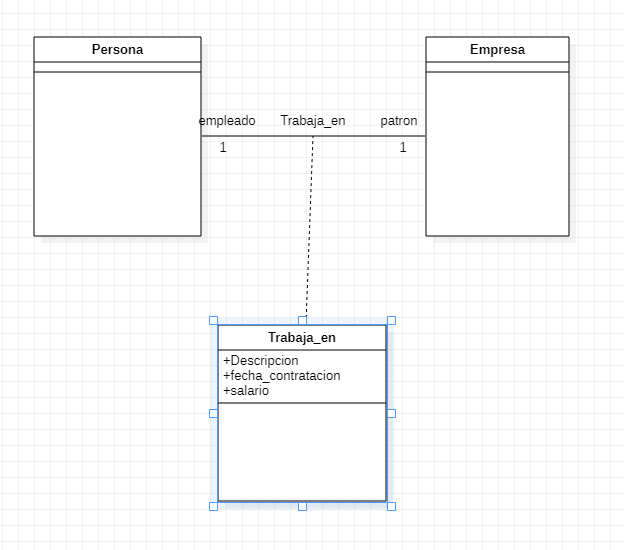 Persona
Empresa
empleado
Trabaja_en
patron
1
1
Trabaja_en
+Descripcion
+fecha_contratacion
+salario